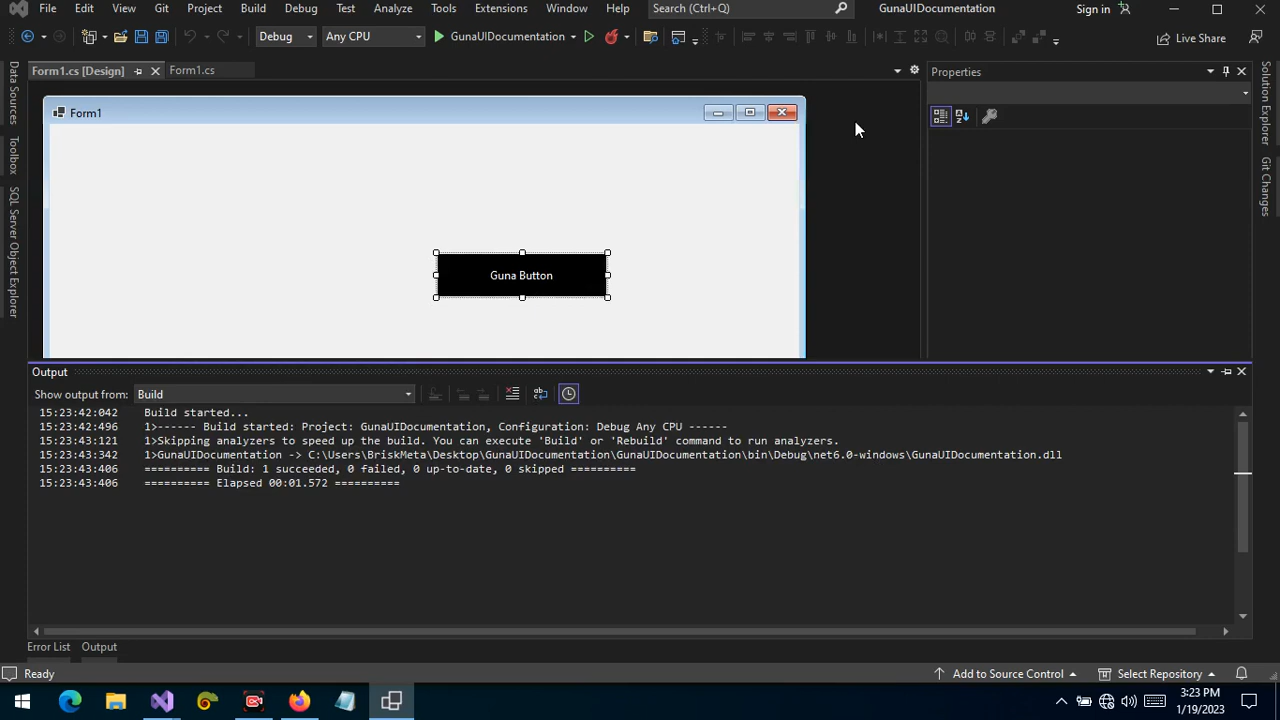 File Edit View Git Project Build Debug Test Analyze Tools Extensions Window Help Search (Ctrl+Q) GunaUIDocumentation Sign in
Debug Any CPU GunaUIDocumentation Live Share
Form1.cs [Design] Form1.cs
Properties
Form1
Guna Button
Data Sources
Toolbox
SQL Server Object Explorer
Solution Explorer
Git Changes
Output
Show output from: Build
15:23:42:042 Build started...
15:23:42:496 1>------ Build started: Project: GunaUIDocumentation, Configuration: Debug Any CPU ------
15:23:43:121 1>Skipping analyzers to speed up the build. You can execute 'Build' or 'Rebuild' command to run analyzers.
15:23:43:342 1>GunaUIDocumentation -> C:\Users\BriskMeta\Desktop\GunaUIDocumentation\GunaUIDocumentation\bin\Debug\net6.0-windows\GunaUIDocumentation.dll
15:23:43:406 ========== Build: 1 succeeded, 0 failed, 0 up-to-date, 0 skipped ==========
15:23:43:406 ========== Elapsed 00:01.572 ==========
Error List Output
Ready Add to Source Control Select Repository
3:23 PM
1/19/2023